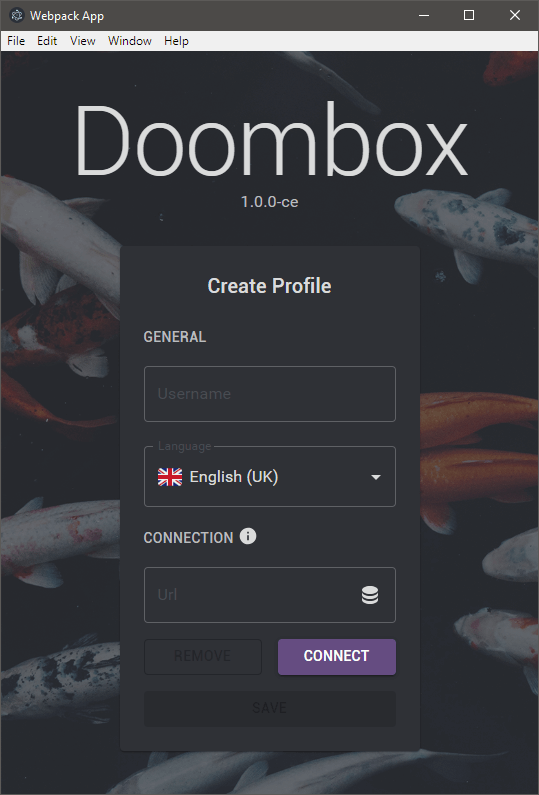 Webpack App
File Edit View Window Help
Doombox
1.0.0-ce
Create Profile
GENERAL
Username
Language
English (UK)
CONNECTION
Url
REMOVE CONNECT
SAVE